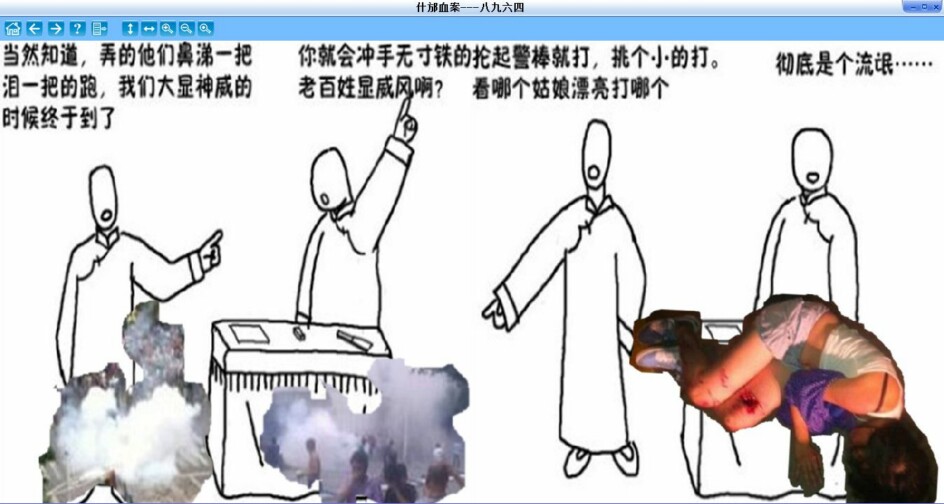 什邡血案---八九六四
当然知道，弄的他们鼻涕一把
泪一把的跑，我们大显神威的
时候终于到了
你就会冲手无寸铁的
老百姓显威风啊？
抡起警棒就打，挑个小的打。
看哪个姑娘漂亮打哪个
彻底是个流氓……